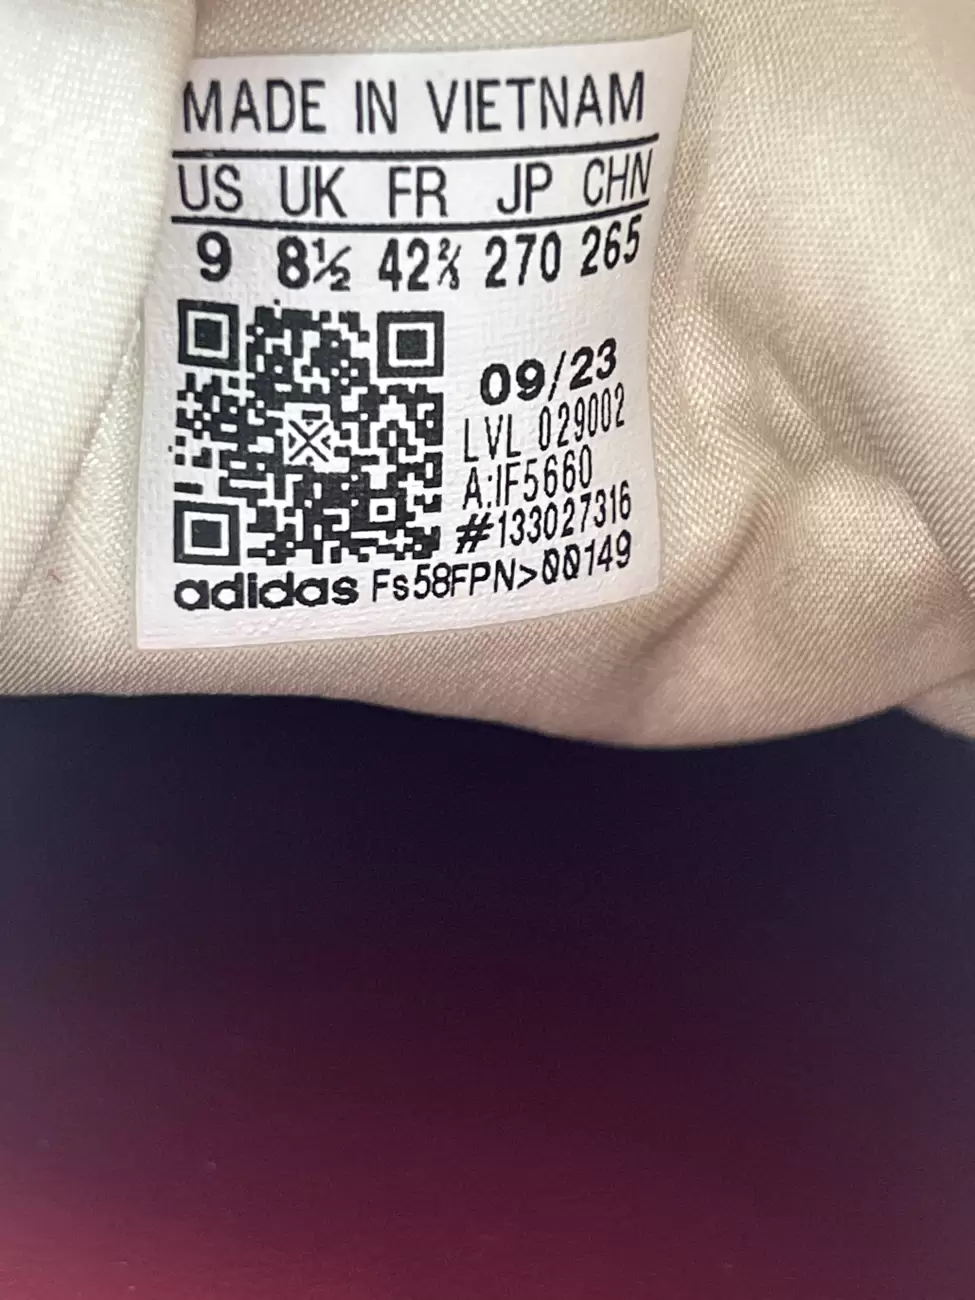 MADE IN VIETNAM
US UK FR JP CHN
9 8½ 42⅔ 270 265
09/23
LVL 029002
A:IF5660
#133027316
adidas Fs58FPN>00149